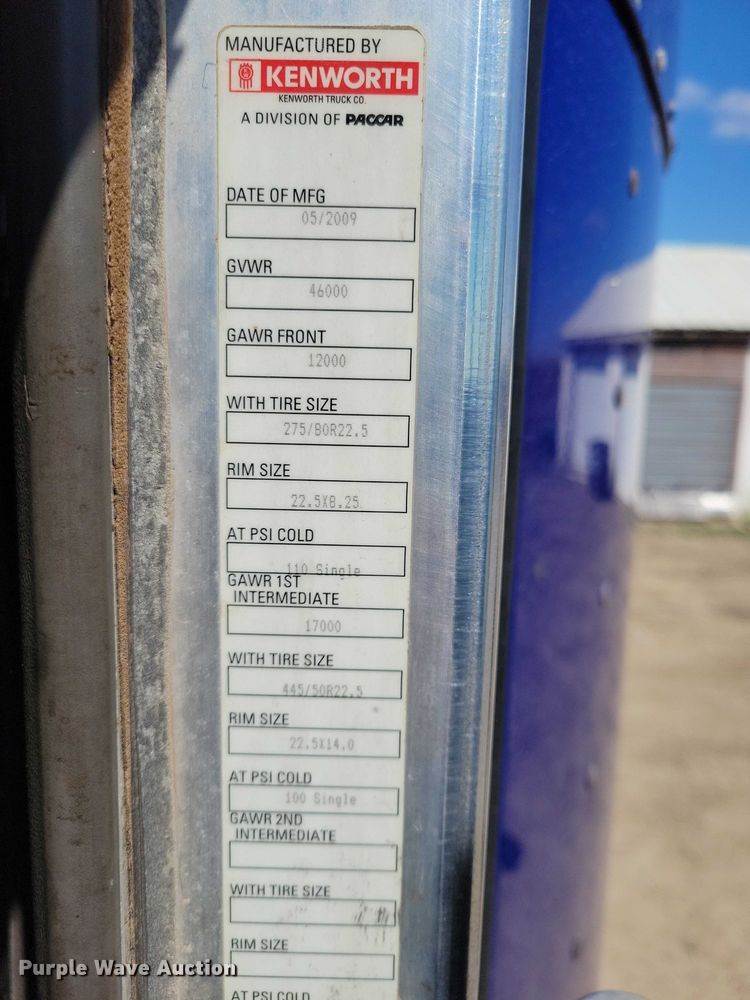 MANUFACTURED BY
KENWORTH
KENWORTH TRUCK CO.
A DIVISION OF PACCAR
DATE OF MFG
05/2009
GVWR
46000
GAWR FRONT
12000
WITH TIRE SIZE
275/80R22.5
RIM SIZE
22.5X8.25
AT PSI COLD
110 Single
GAWR 1ST
INTERMEDIATE
17000
WITH TIRE SIZE
445/50R22.5
RIM SIZE
22.5X14.0
AT PSI COLD
100 Single
GAWR 2ND
INTERMEDIATE
WITH TIRE SIZE
RIM SIZE
AT PSI COLD
Purple Wave Auction